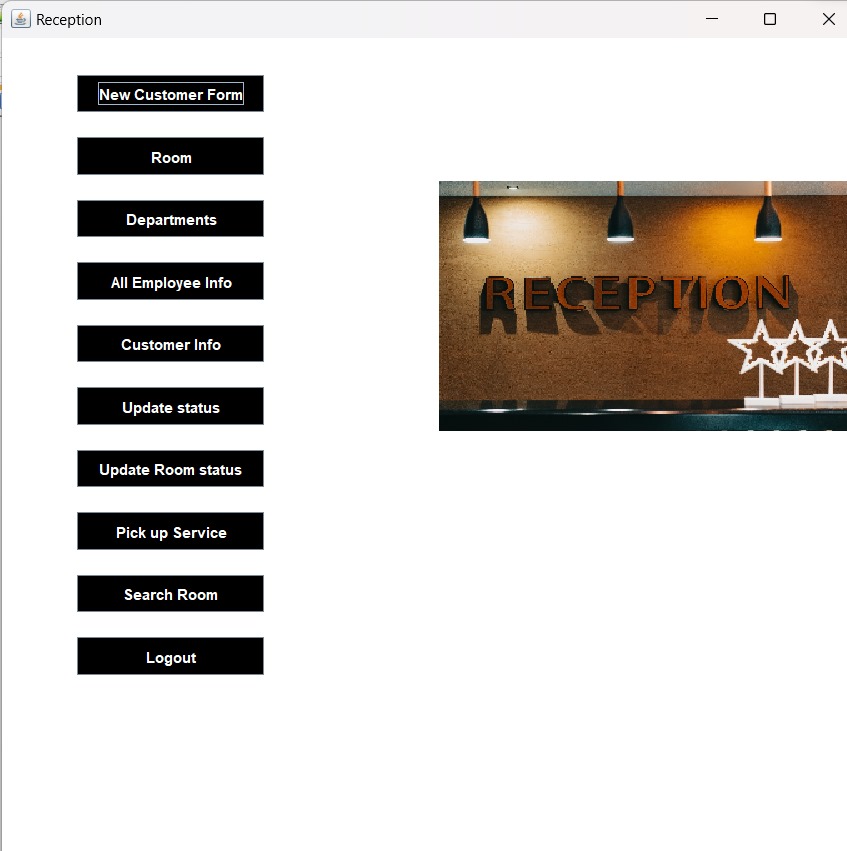 Reception
New Customer Form
Room
Departments
All Employee Info
Customer Info
Update status
Update Room status
Pick up Service
Search Room
Logout
RECEPTION